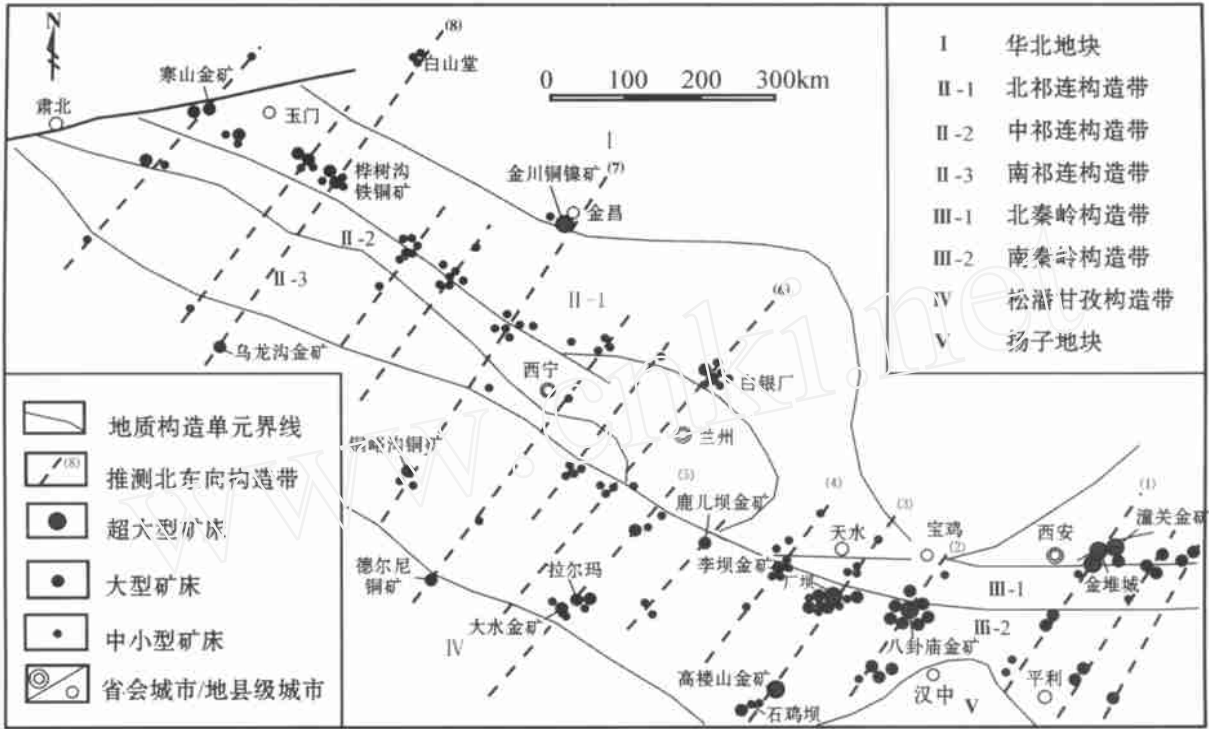 N
(8)
白山堂
寒山金矿
0 100 200 300km
肃北
玉门
I
桦树沟
铁铜矿
金川铜镍矿
(7)
金昌
II-2
II-3
II-1
(6)
乌龙沟金矿
西宁
白银厂
兰州
铜峪沟铜矿
(5)
鹿儿坝金矿
(4)
(3)
(1)
天水
宝鸡
西安
潼关金矿
(2)
李坝金矿
德尔尼
铜矿
拉尔玛
厂坝
III-1
金堆城
大水金矿
III-2
IV
八卦庙金矿
高楼山金矿
汉中
平利
石鸡坝
V
I 华北地块
II-1 北祁连构造带
II-2 中祁连构造带
II-3 南祁连构造带
III-1 北秦岭构造带
III-2 南秦岭构造带
IV 松潘甘孜构造带
V 扬子地块
地质构造单元界线
(8) 推测北东向构造带
超大型矿床
大型矿床
中小型矿床
省会城市/地县级城市
www.cnki.net